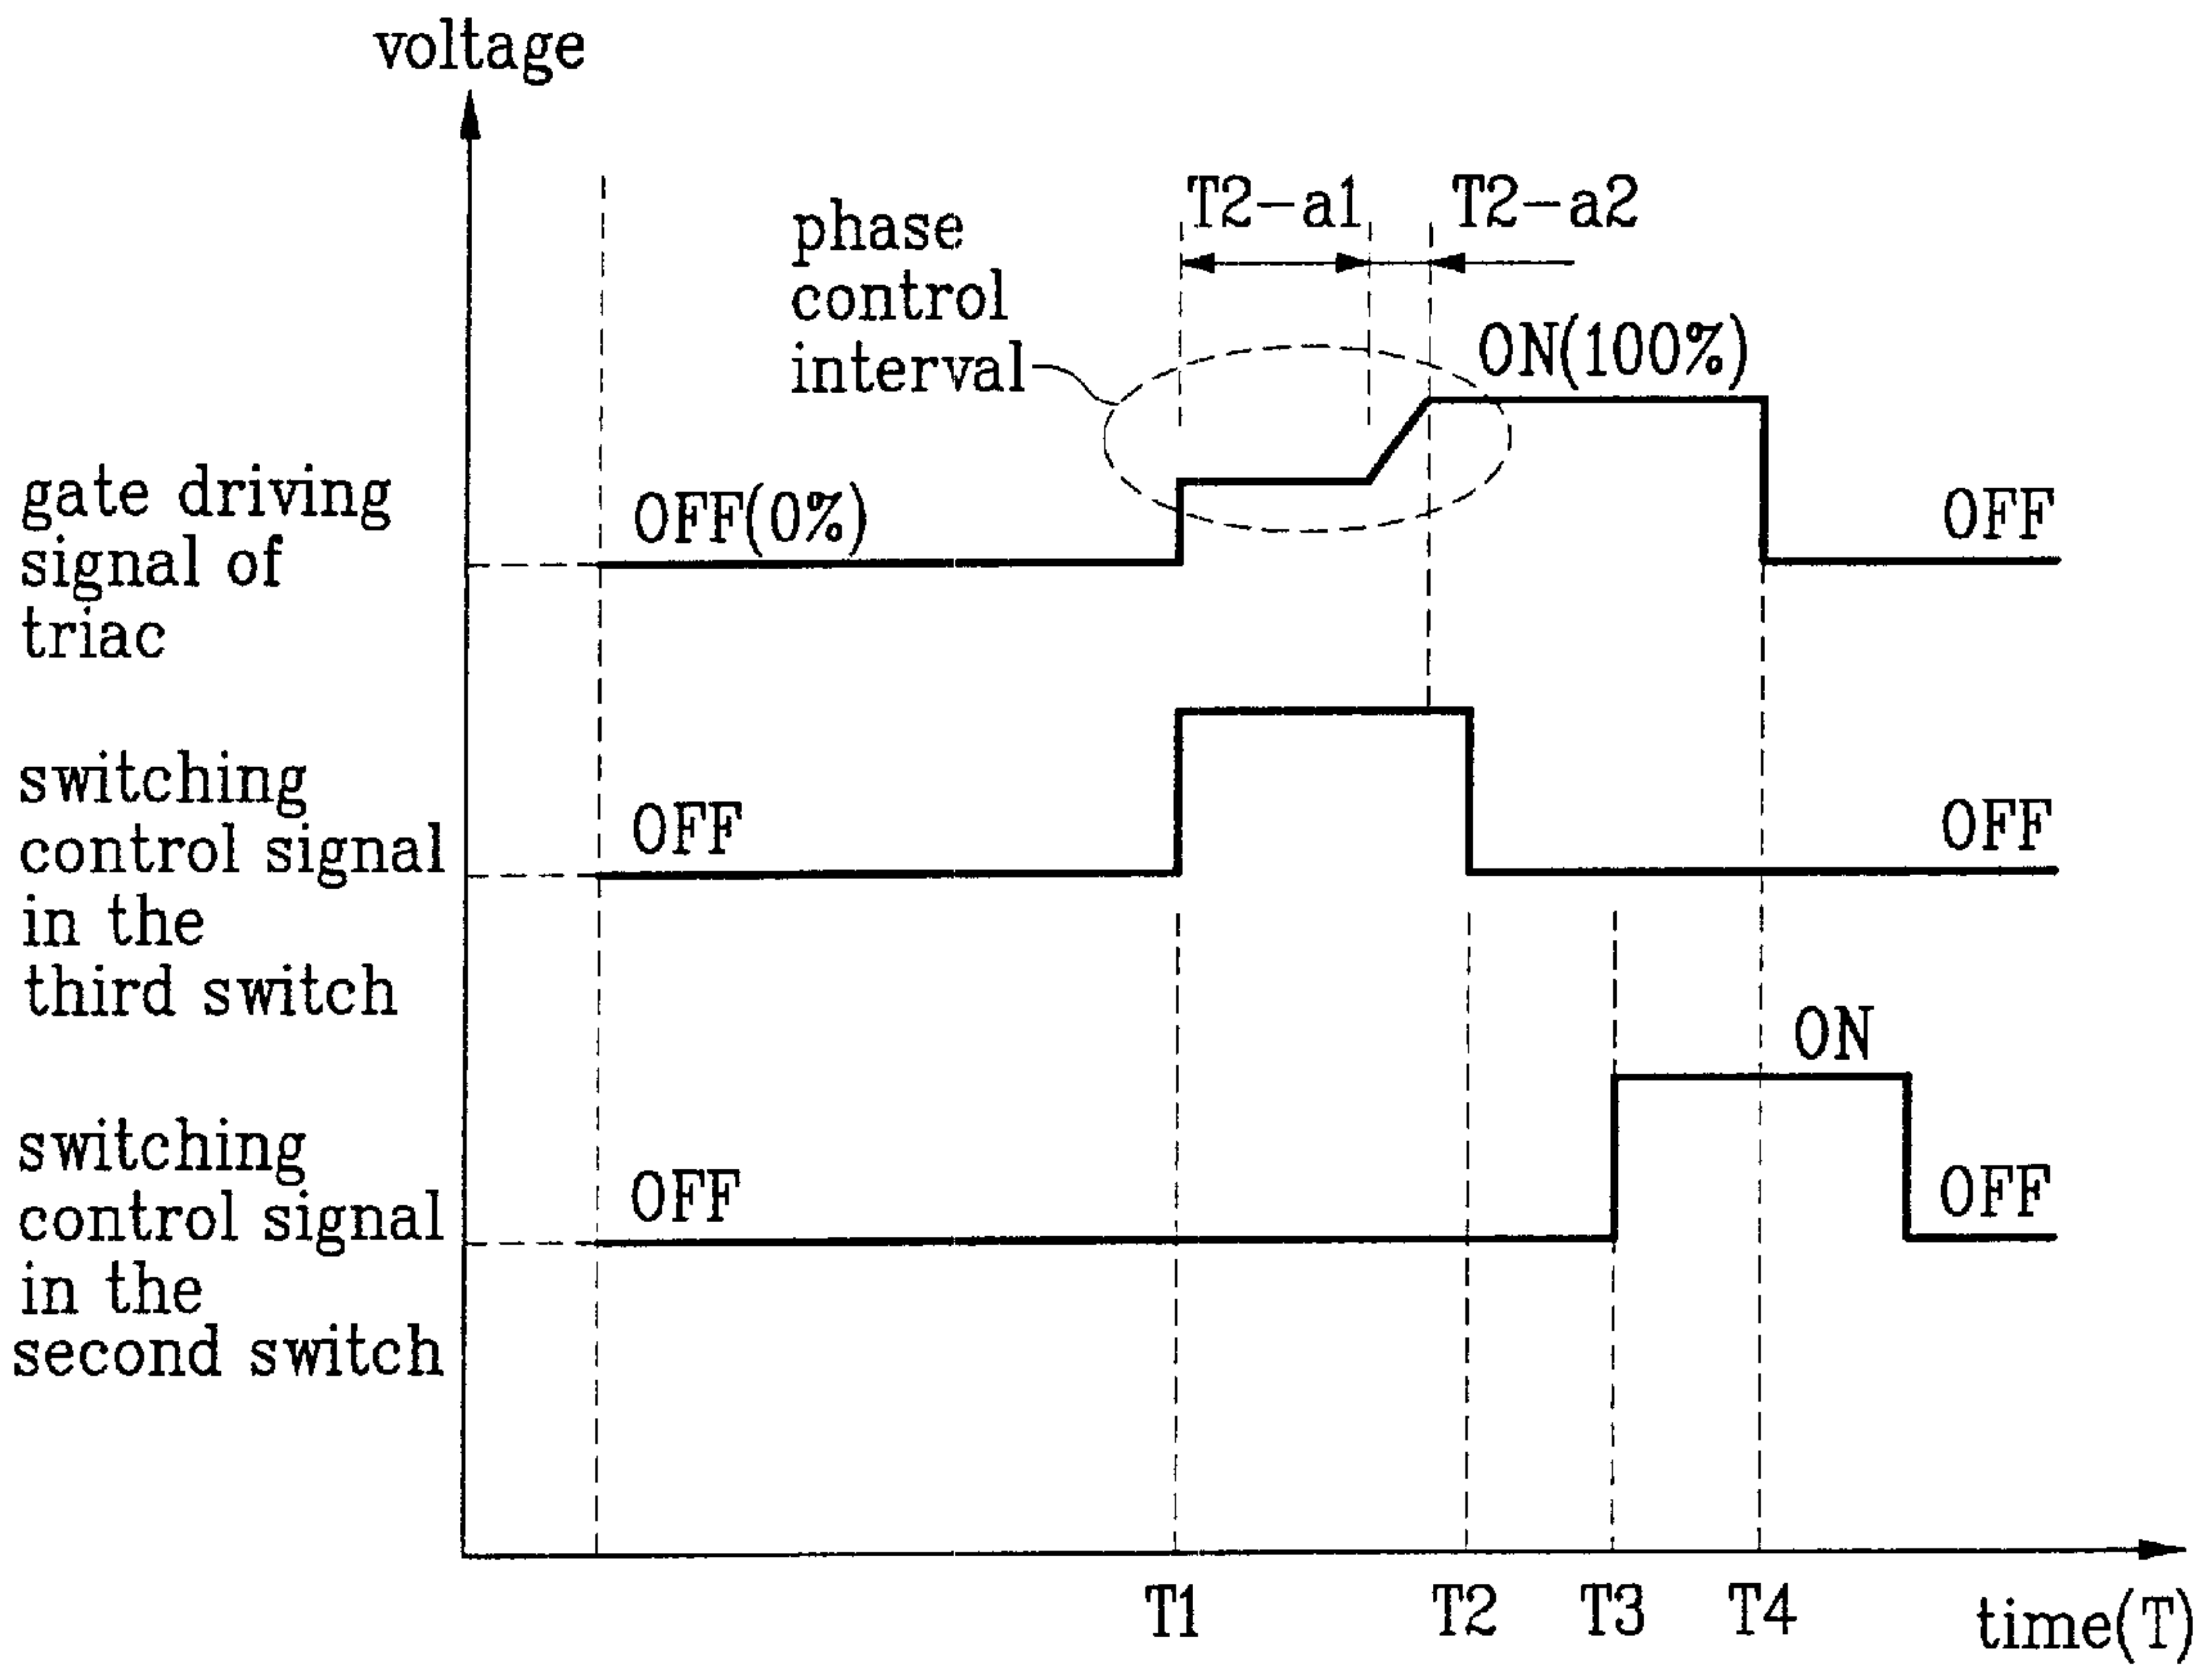 voltage
T2-a1
T2-a2
phase
control
interval
ON(100%)
gate driving
signal of
triac
OFF(0%)
OFF
switching
control signal
in the
third switch
OFF
OFF
ON
switching
control signal
in the
second switch
OFF
OFF
T1
T2
T3
T4
time(T)